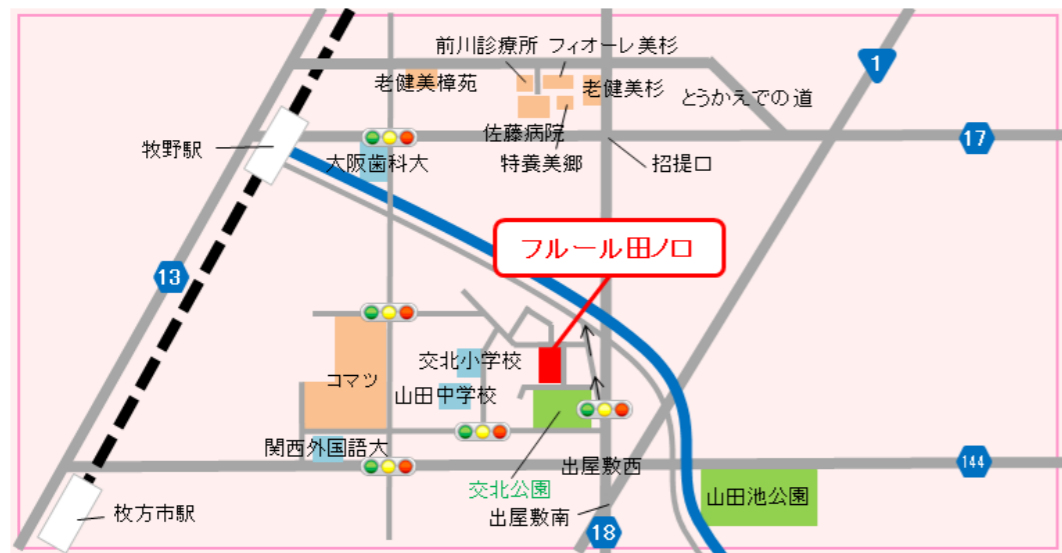 前川診療所
フィオーレ美杉
1
老健美樟苑
老健美杉
とうかえでの道
佐藤病院
17
牧野駅
大阪歯科大
特養美郷
招提口
フルール田ノ口
13
交北小学校
コマツ
山田中学校
関西外国語大
出屋敷西
144
交北公園
山田池公園
枚方市駅
出屋敷南
18